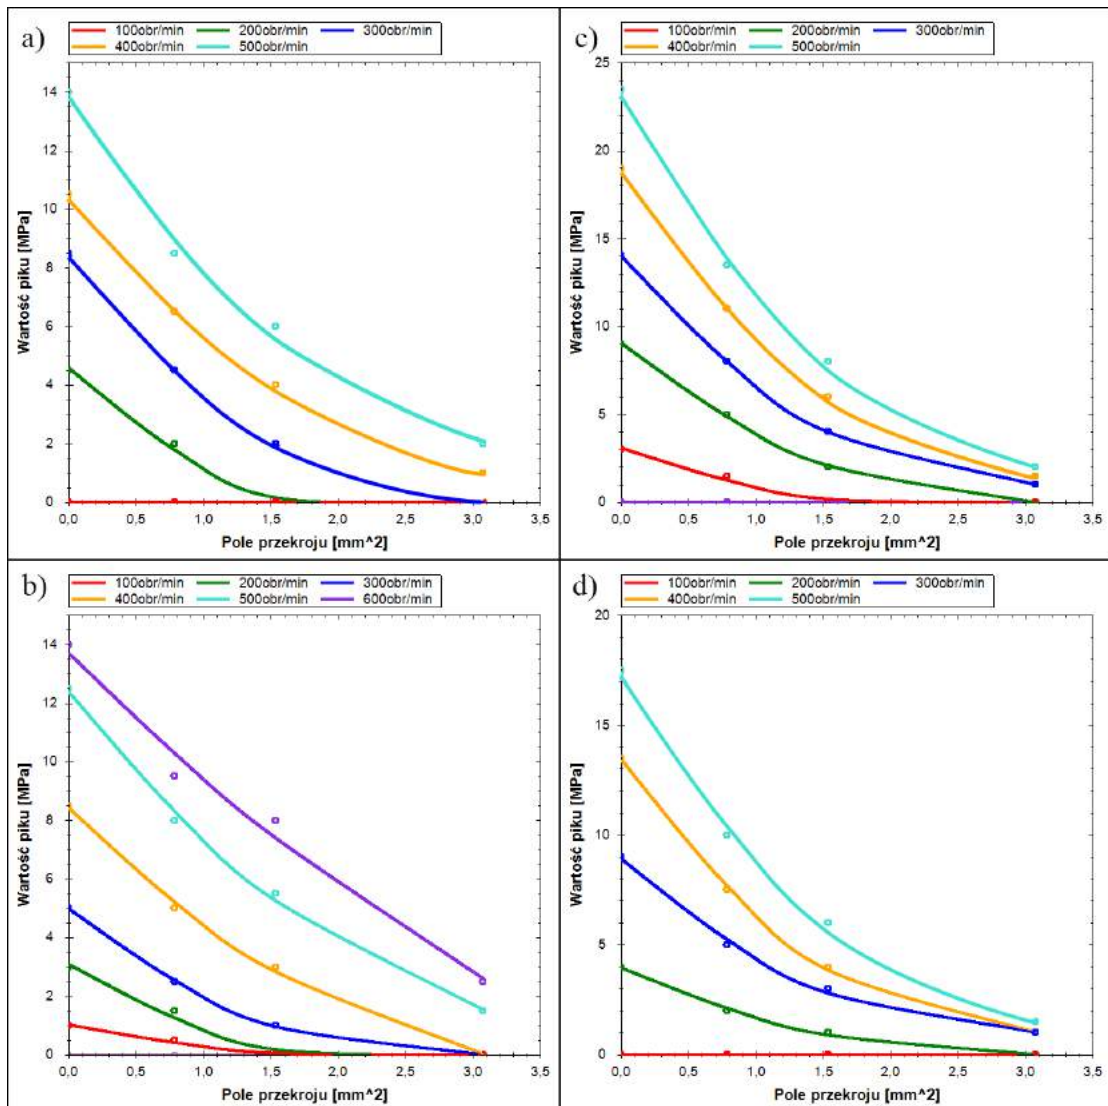 a)
100obr/min 200obr/min 300obr/min
400obr/min 500obr/min
14
12
10
8
6
4
2
0
Wartość piku [MPa]
0,0 0,5 1,0 1,5 2,0 2,5 3,0 3,5
Pole przekroju [mm^2]
c)
100obr/min 200obr/min 300obr/min
400obr/min 500obr/min
25
20
15
10
5
0
Wartość piku [MPa]
0,0 0,5 1,0 1,5 2,0 2,5 3,0 3,5
Pole przekroju [mm^2]
b)
100obr/min 200obr/min 300obr/min
400obr/min 500obr/min 600obr/min
14
12
10
8
6
4
2
0
Wartość piku [MPa]
0,0 0,5 1,0 1,5 2,0 2,5 3,0 3,5
Pole przekroju [mm^2]
d)
100obr/min 200obr/min 300obr/min
400obr/min 500obr/min
20
15
10
5
0
Wartość piku [MPa]
0,0 0,5 1,0 1,5 2,0 2,5 3,0 3,5
Pole przekroju [mm^2]